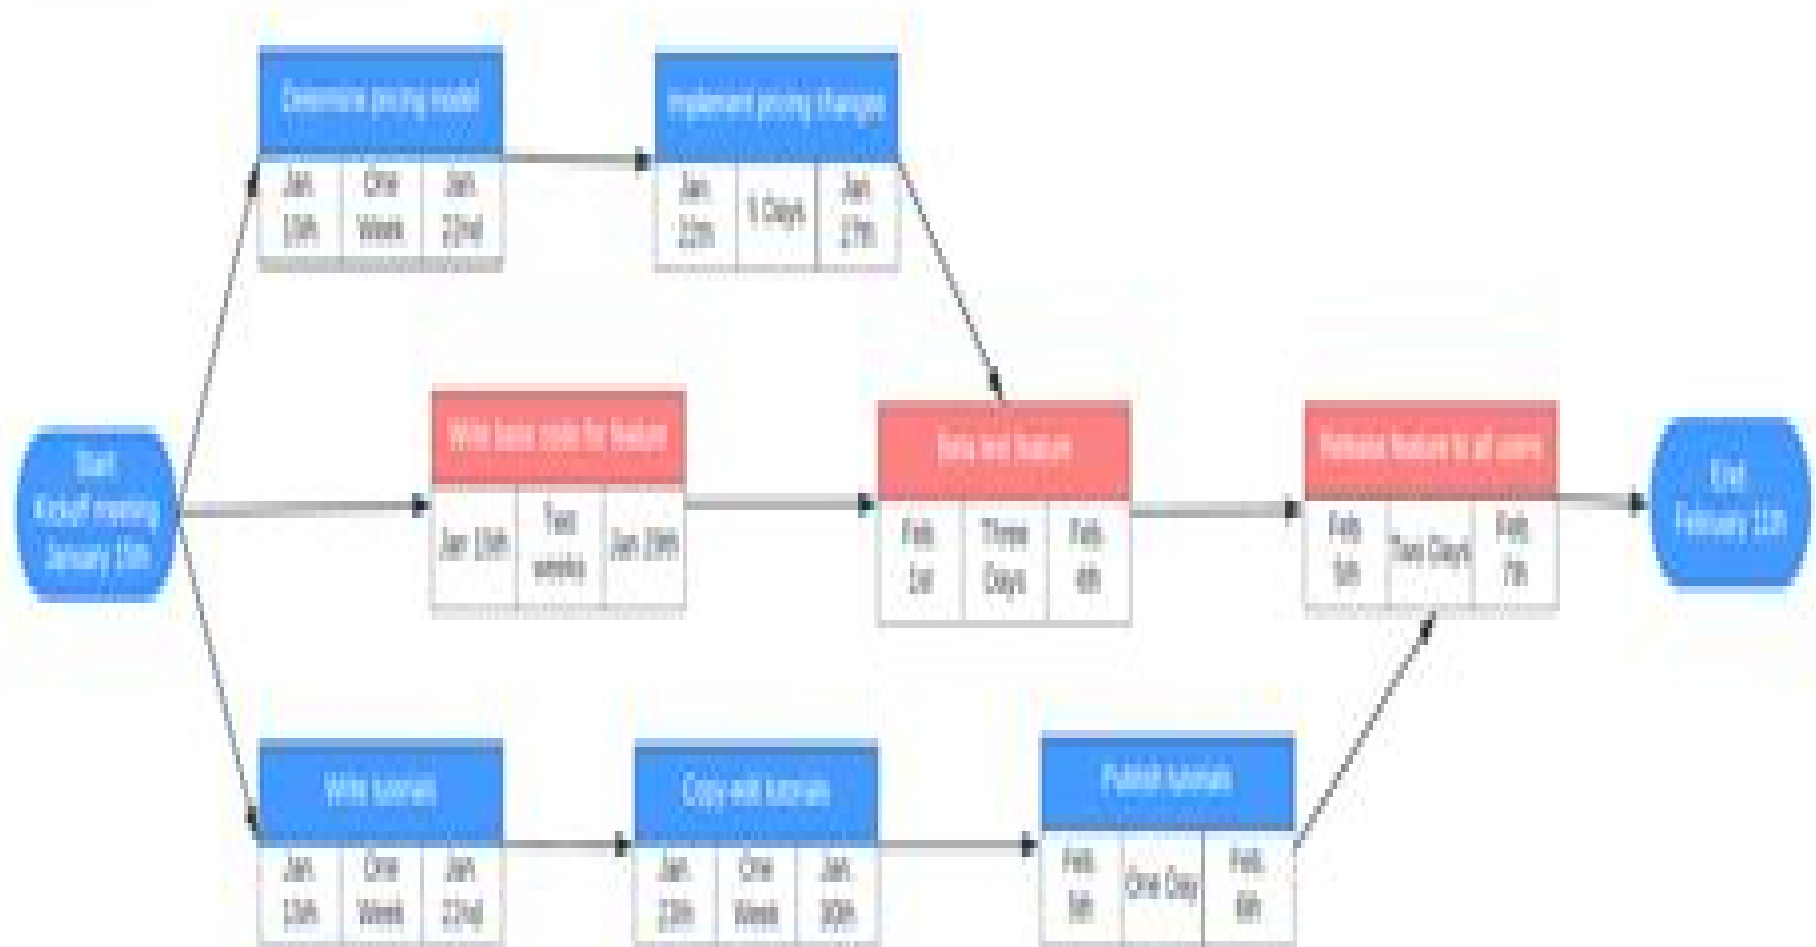 Determine pricing model
Jan
15th
One
Week
Jan
22nd
Implement pricing changes
Jan
5 Days
Jan
27th
Start
Kickoff meeting
January 15th
Write basic code for feature
Jan 15th
Two
weeks
Jan 29th
Beta test feature
Feb
1st
Three
Days
Feb
4th
Release feature to all users
Feb
5th
Two Days
Feb
7th
End
February 11th
Write tutorials
Jan
15th
One
Week
Jan
22nd
Copy edit tutorials
Jan
One
Week
Jan
30th
Publish tutorials
Feb
5th
One Day
Feb
6th